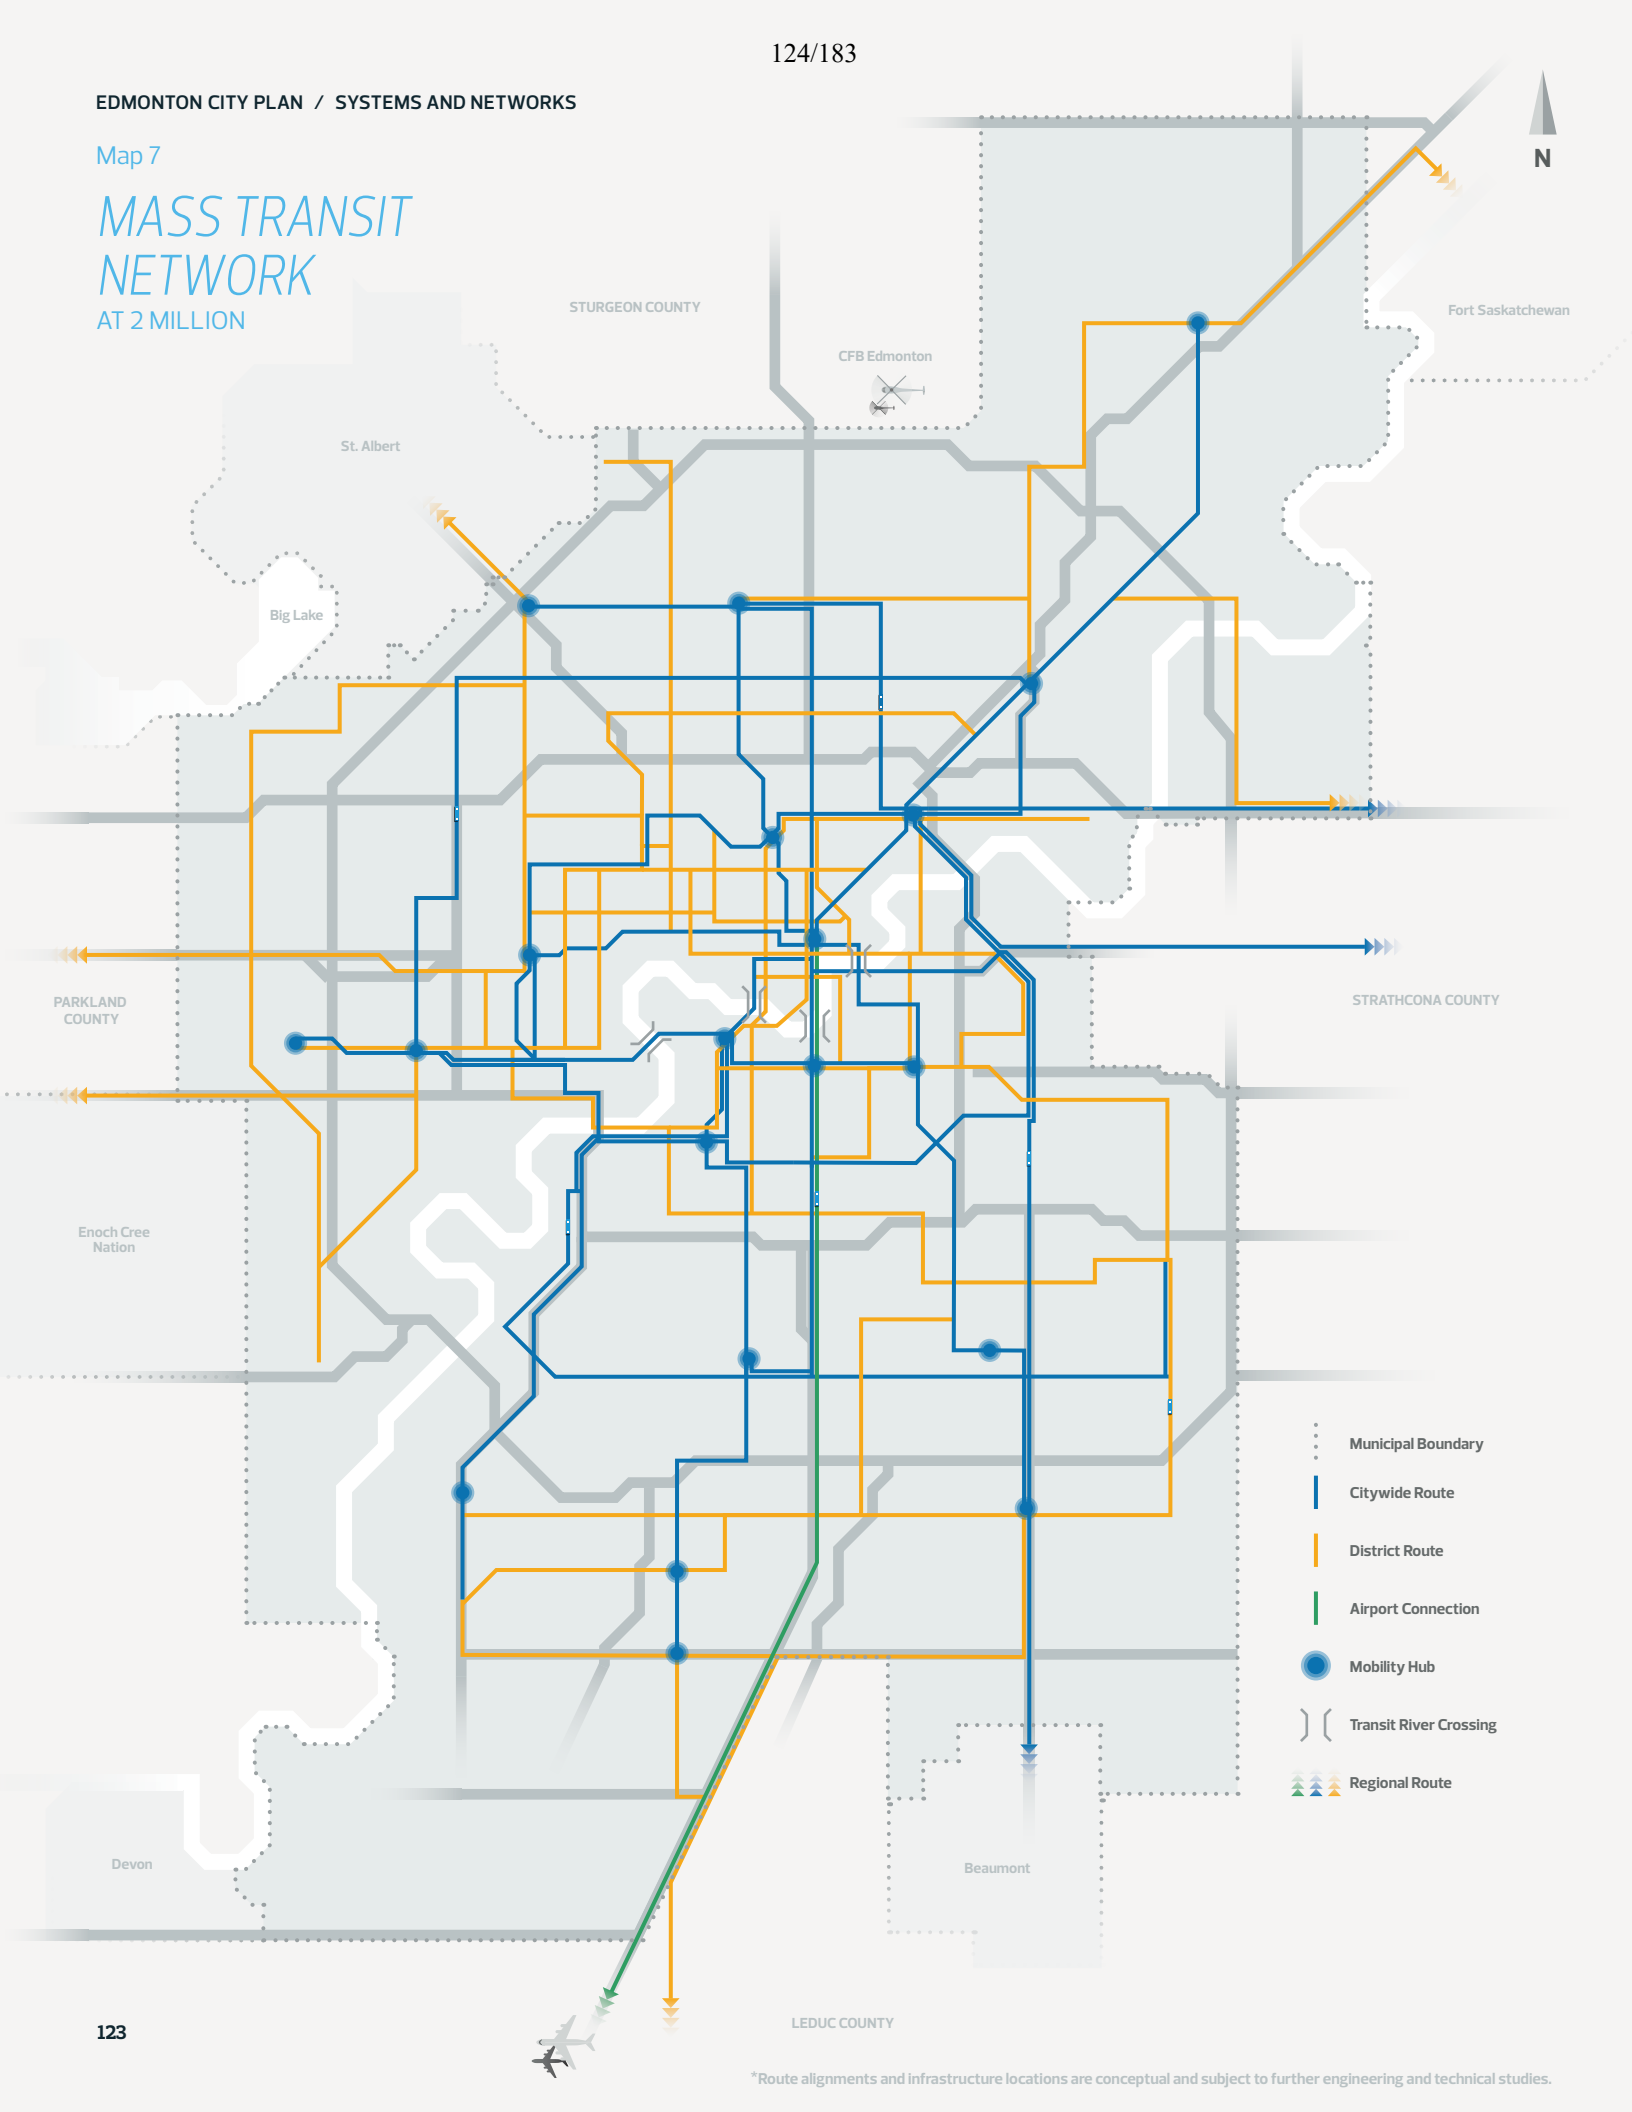 124/183
EDMONTON CITY PLAN / SYSTEMS AND NETWORKS
Map 7
MASS TRANSIT
NETWORK
AT 2 MILLION
N
STURGEON COUNTY
Fort Saskatchewan
CFB Edmonton
St. Albert
Big Lake
PARKLAND
COUNTY
STRATHCONA COUNTY
Enoch Cree
Nation
Municipal Boundary
Citywide Route
District Route
Airport Connection
Mobility Hub
Transit River Crossing
Regional Route
Devon
Beaumont
LEDUC COUNTY
123
*Route alignments and infrastructure locations are conceptual and subject to further engineering and technical studies.